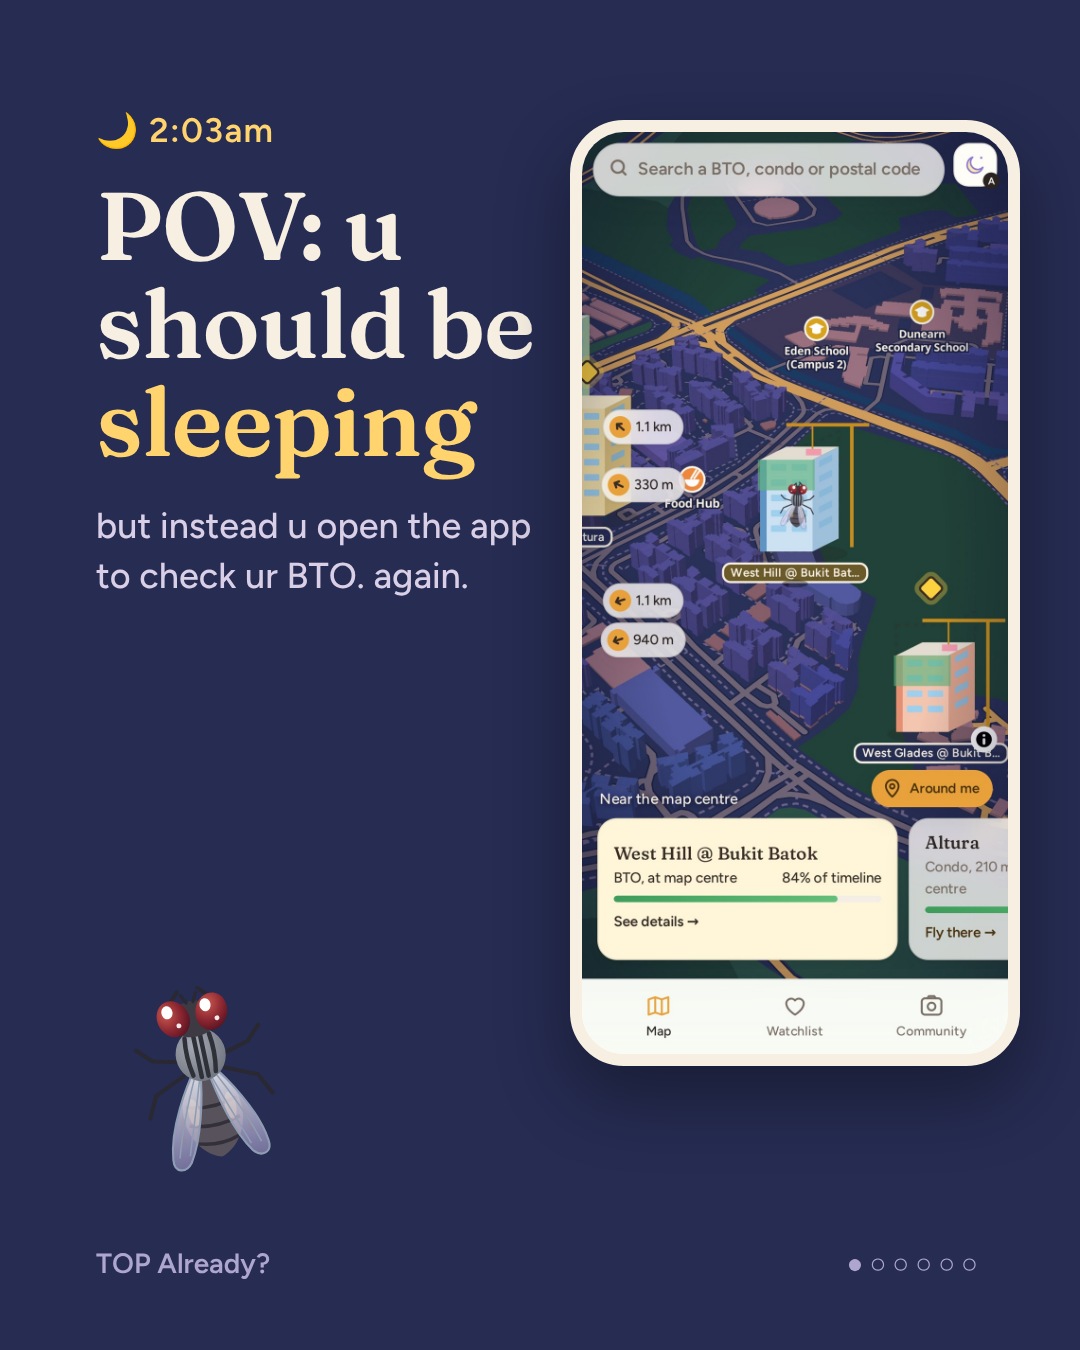 2:03am
POV: u
should be
sleeping
but instead u open the app
to check ur BTO. again.
Search a BTO, condo or postal code
A
Eden School
(Campus 2)
Dunearn
Secondary School
1.1 km
330 m
Food Hub
tura
West Hill @ Bukit Bat...
1.1 km
940 m
West Glades @ Bukit B...
Around me
Near the map centre
West Hill @ Bukit Batok
BTO, at map centre
84% of timeline
See details →
Altura
Condo, 210 m
centre
Fly there →
Map
Watchlist
Community
TOP Already?